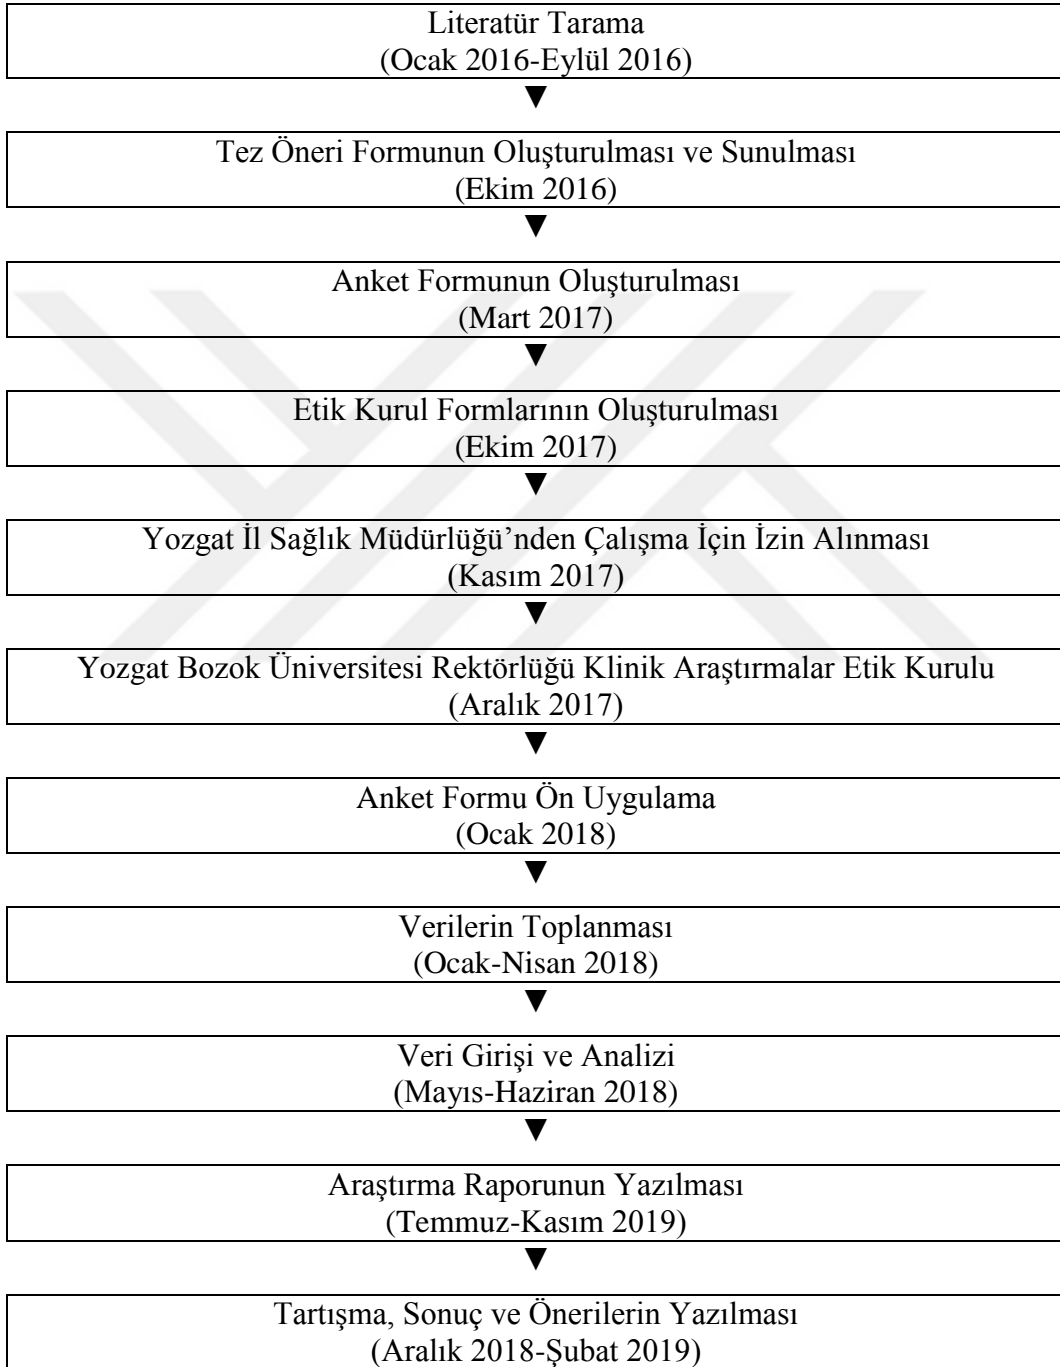 Literatür Tarama
(Ocak 2016-Eylül 2016)
Tez Öneri Formunun Oluşturulması ve Sunulması
(Ekim 2016)
Anket Formunun Oluşturulması
(Mart 2017)
Etik Kurul Formlarının Oluşturulması
(Ekim 2017)
Yozgat İl Sağlık Müdürlüğü’nden Çalışma İçin İzin Alınması
(Kasım 2017)
Yozgat Bozok Üniversitesi Rektörlüğü Klinik Araştırmalar Etik Kurulu
(Aralık 2017)
Anket Formu Ön Uygulama
(Ocak 2018)
Verilerin Toplanması
(Ocak-Nisan 2018)
Veri Girişi ve Analizi
(Mayıs-Haziran 2018)
Araştırma Raporunun Yazılması
(Temmuz-Kasım 2019)
Tartışma, Sonuç ve Önerilerin Yazılması
(Aralık 2018-Şubat 2019)